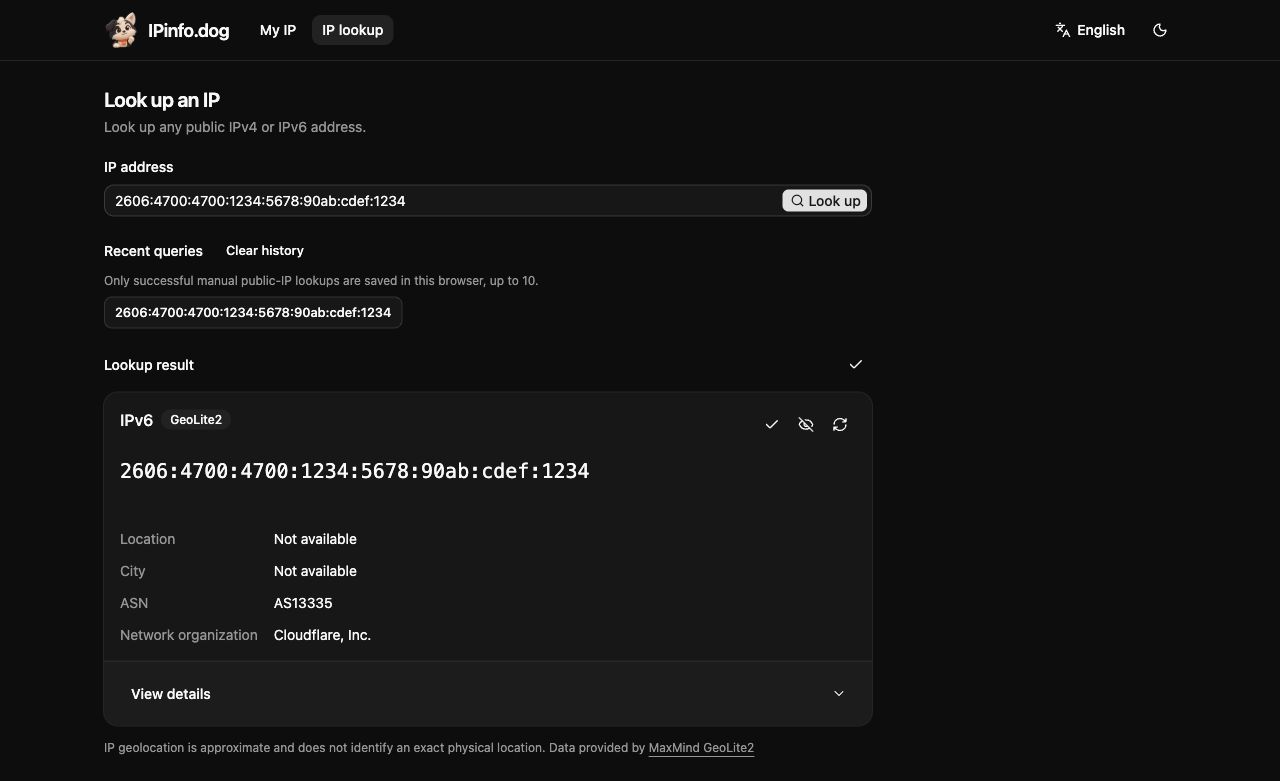 IPinfo.dog My IP IP lookup English
Look up an IP
Look up any public IPv4 or IPv6 address.
IP address
2606:4700:4700:1234:5678:90ab:cdef:1234 Look up
Recent queries Clear history
Only successful manual public-IP lookups are saved in this browser, up to 10.
2606:4700:4700:1234:5678:90ab:cdef:1234
Lookup result
IPv6 GeoLite2
2606:4700:4700:1234:5678:90ab:cdef:1234
Location Not available
City Not available
ASN AS13335
Network organization Cloudflare, Inc.
View details
IP geolocation is approximate and does not identify an exact physical location. Data provided by MaxMind GeoLite2